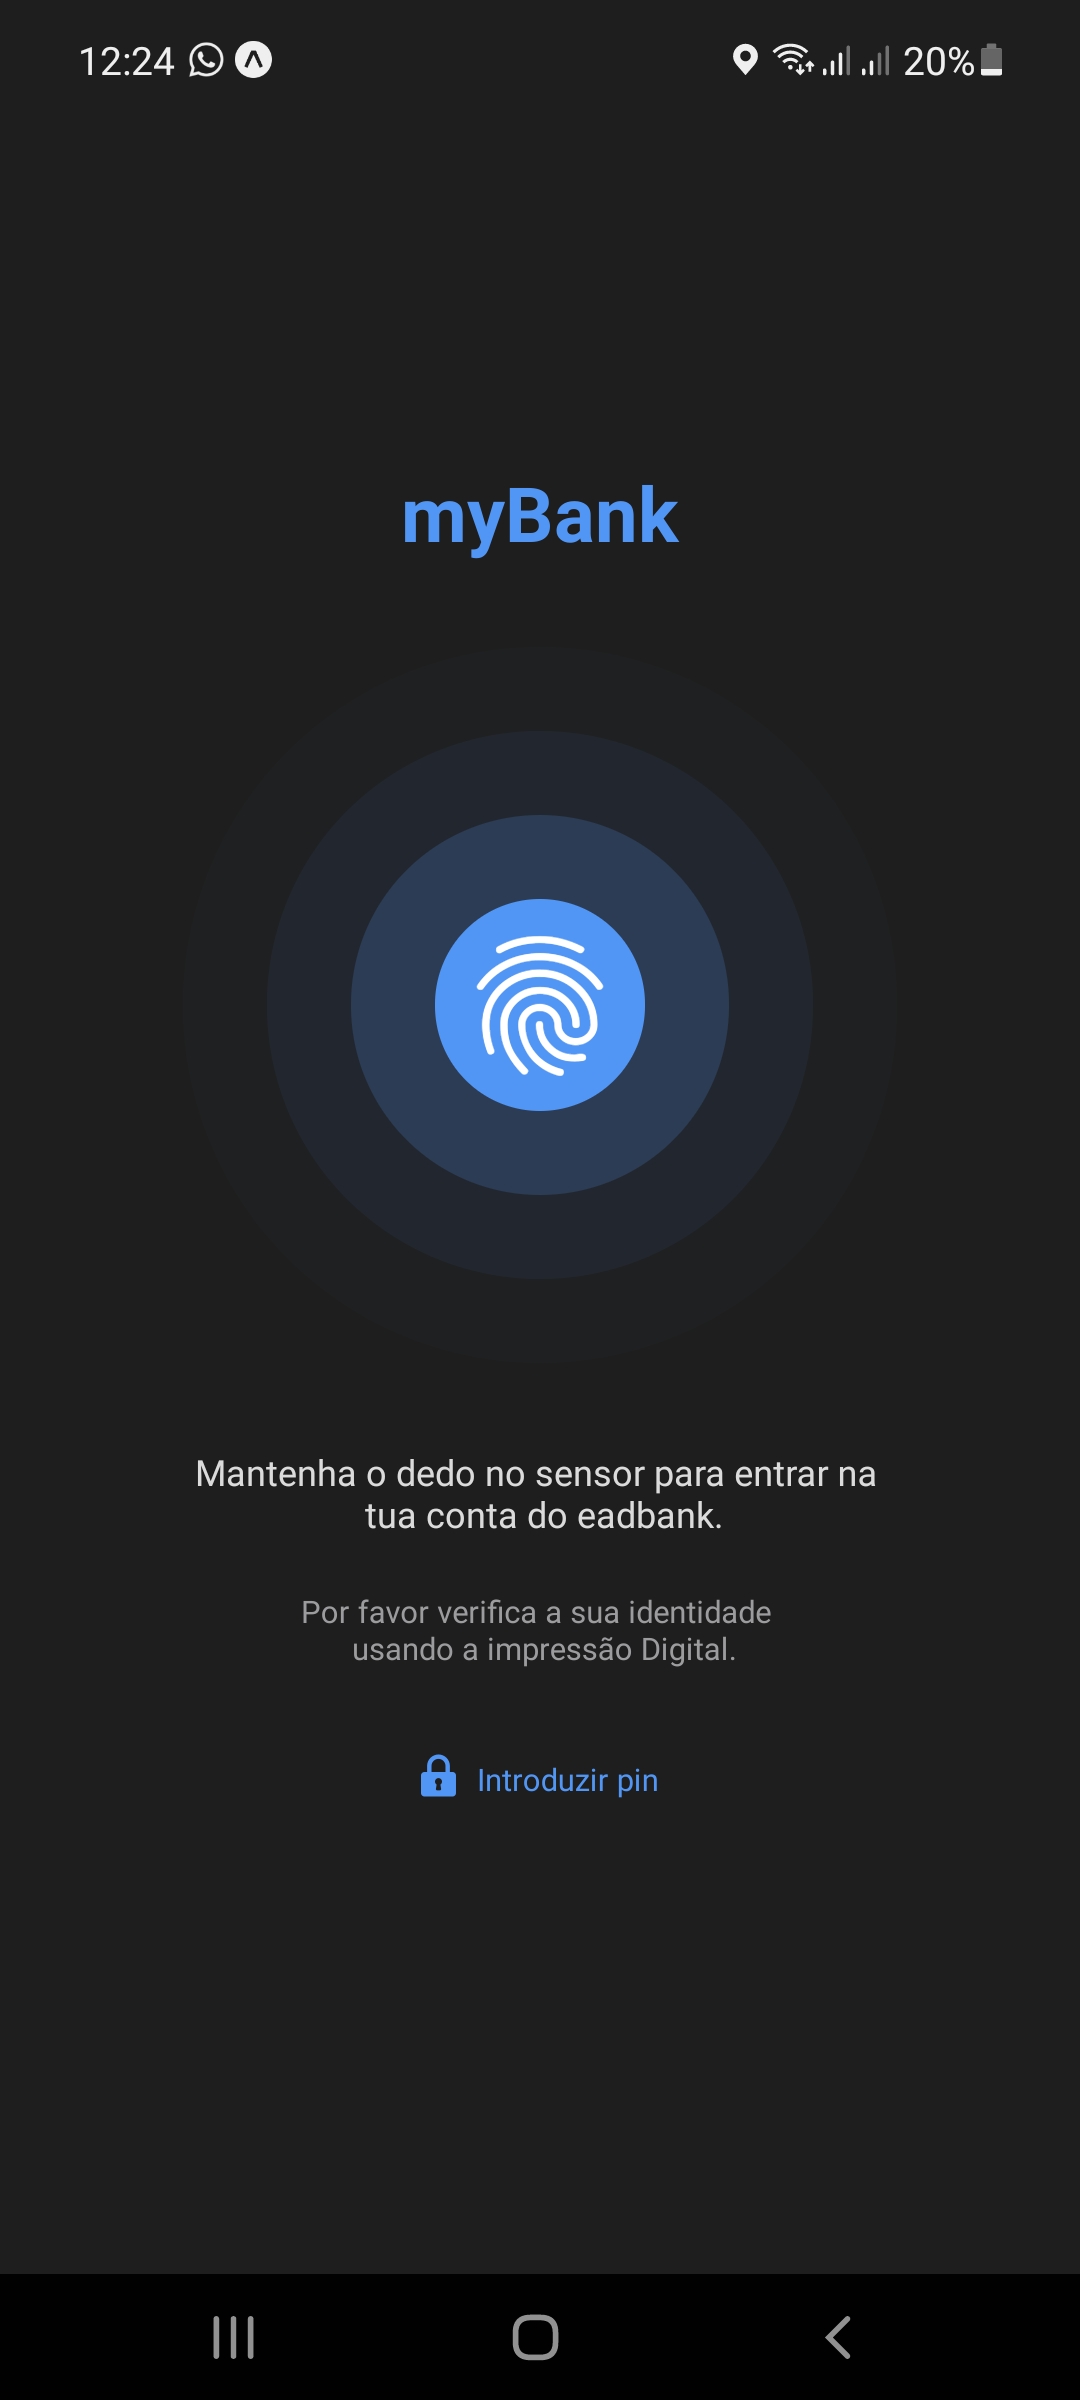 12:24
20%
myBank
Mantenha o dedo no sensor para entrar na
tua conta do eadbank.
Por favor verifica a sua identidade
usando a impressão Digital.
Introduzir pin